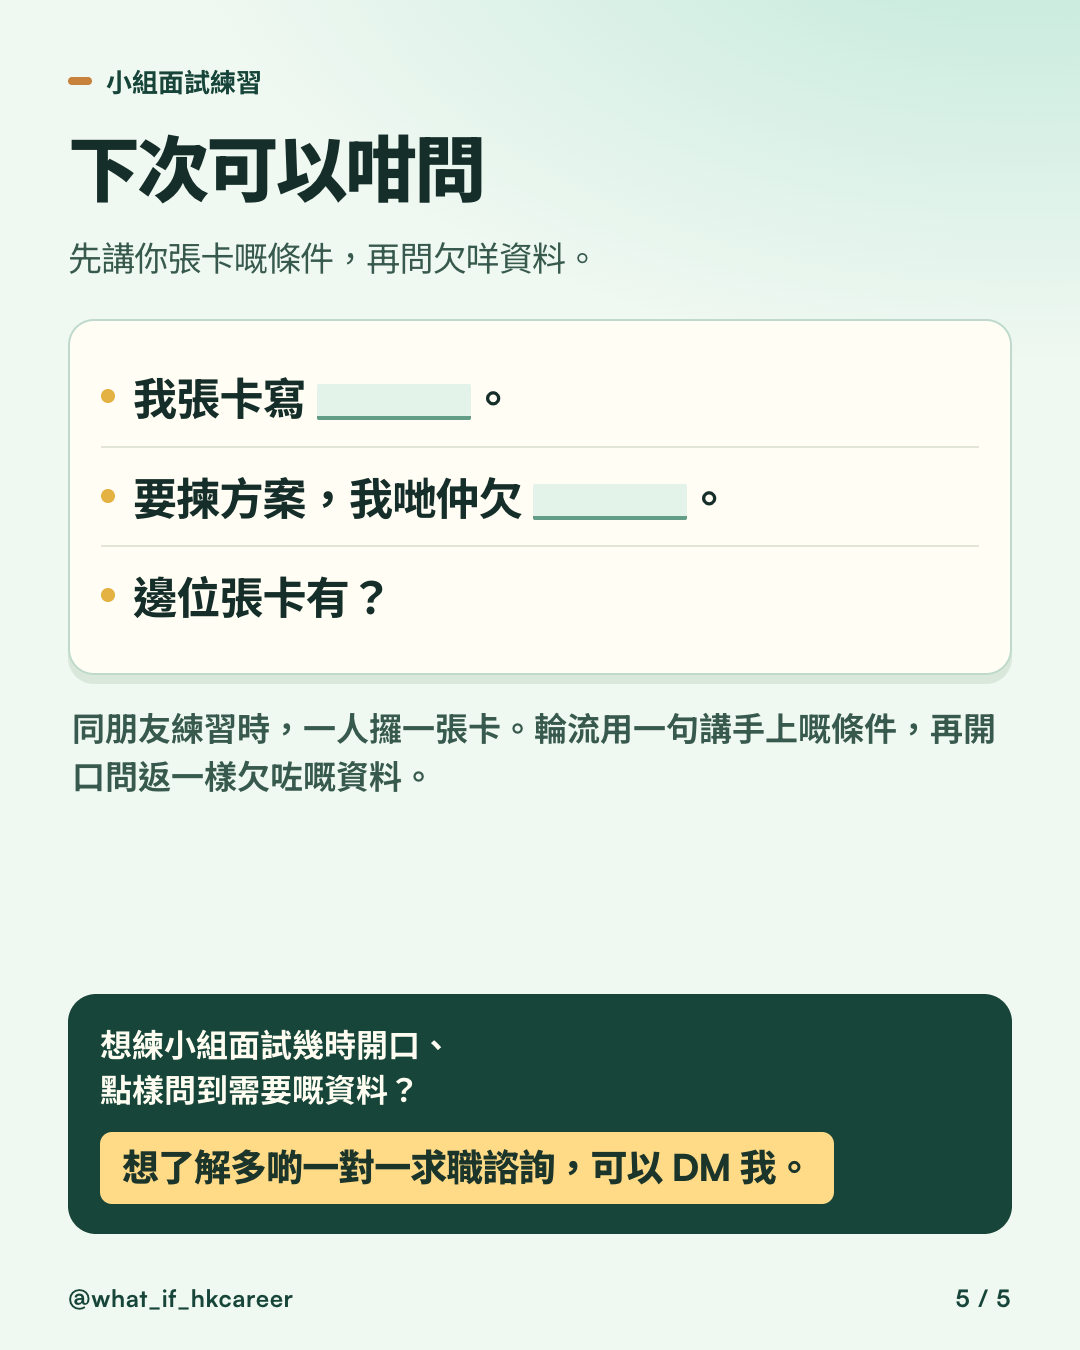 小組面試練習
下次可以咁問
先講你張卡嘅條件，再問欠咩資料。
我張卡寫 ______ 。
要揀方案，我哋仲欠 ______ 。
邊位張卡有？
同朋友練習時，一人攞一張卡。輪流用一句講手上嘅條件，再開
口問返一樣欠咗嘅資料。
想練小組面試幾時開口、
點樣問到需要嘅資料？
想了解多啲一對一求職諮詢，可以 DM 我。
@what_if_hkcareer
5 / 5